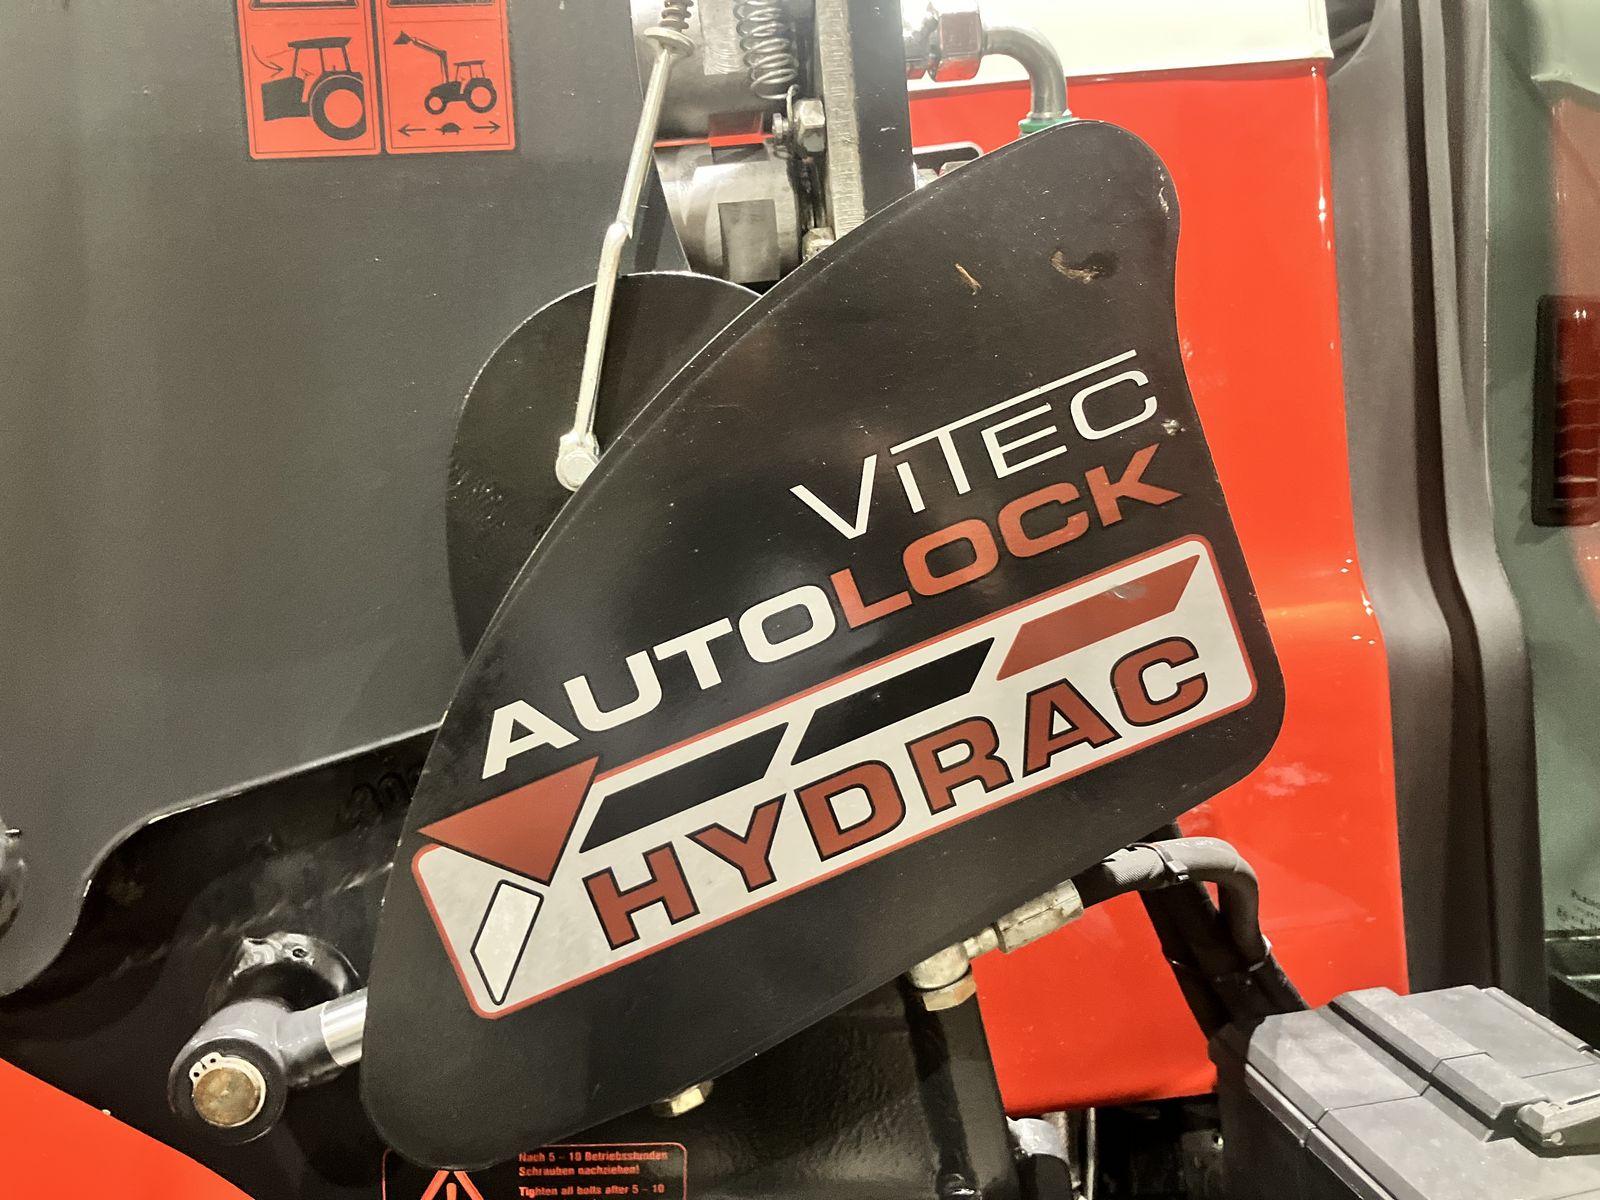 ViTEC
AUTOLOCK
HYDRAC
Nach 5 - 10 Betriebsstunden
Schrauben nachziehen!
Tighten all bolts after 5 - 10